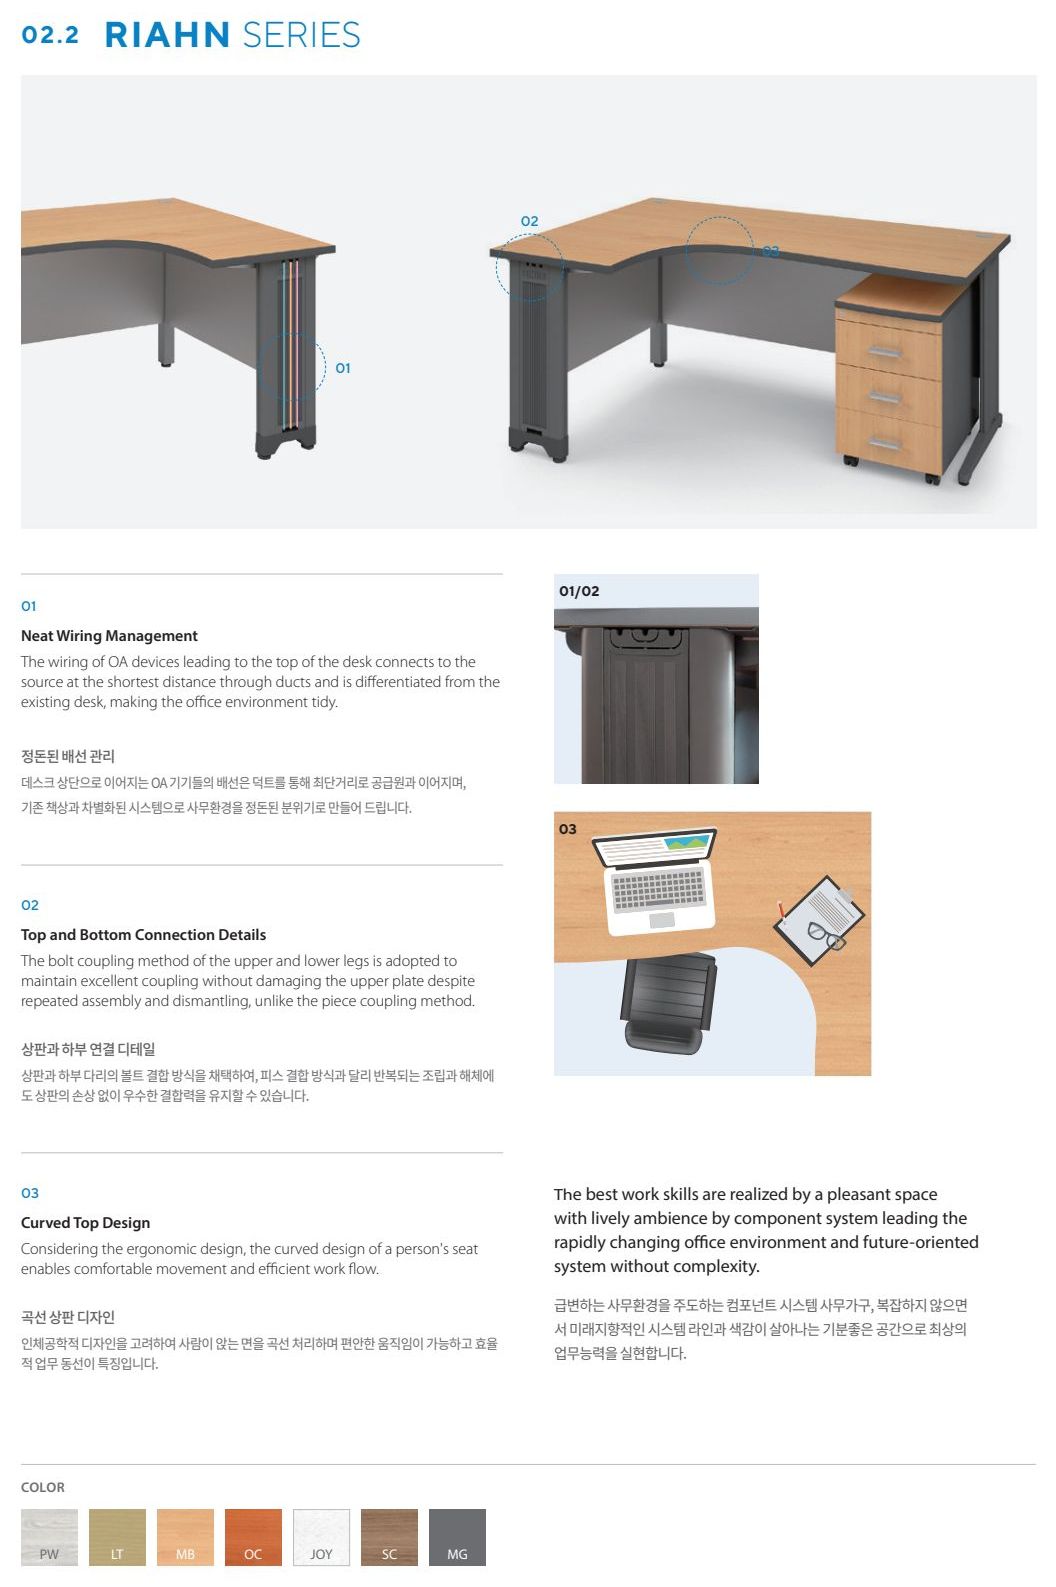 02.2 RIAHN SERIES
02
03
01
01
Neat Wiring Management
The wiring of OA devices leading to the top of the desk connects to the
source at the shortest distance through ducts and is differentiated from the
existing desk, making the office environment tidy.
정돈된 배선 관리
데스크 상단으로 이어지는 OA 기기들의 배선은 덕트를 통해 최단거리로 공급원과 이어지며,
기존 책상과 차별화된 시스템으로 사무환경을 정돈된 분위기로 만들어 드립니다.
02
Top and Bottom Connection Details
The bolt coupling method of the upper and lower legs is adopted to
maintain excellent coupling without damaging the upper plate despite
repeated assembly and dismantling, unlike the piece coupling method.
상판과 하부 연결 디테일
상판과 하부 다리의 볼트 결합 방식을 채택하여, 피스 결합 방식과 달리 반복되는 조립과 해체에
도 상판의 손상 없이 우수한 결합력을 유지할 수 있습니다.
03
Curved Top Design
Considering the ergonomic design, the curved design of a person's seat
enables comfortable movement and efficient work flow.
곡선 상판 디자인
인체공학적 디자인을 고려하여 사람이 앉는 면을 곡선 처리하며 편안한 움직임이 가능하고 효율
적 업무 동선이 특징입니다.
01/02
03
The best work skills are realized by a pleasant space
with lively ambience by component system leading the
rapidly changing office environment and future-oriented
system without complexity.
급변하는 사무환경을 주도하는 컴포넌트 시스템 사무가구, 복잡하지 않으면
서 미래지향적인 시스템 라인과 색감이 살아나는 기분좋은 공간으로 최상의
업무능력을 실현합니다.
COLOR
PW LT MB OC JOY SC MG